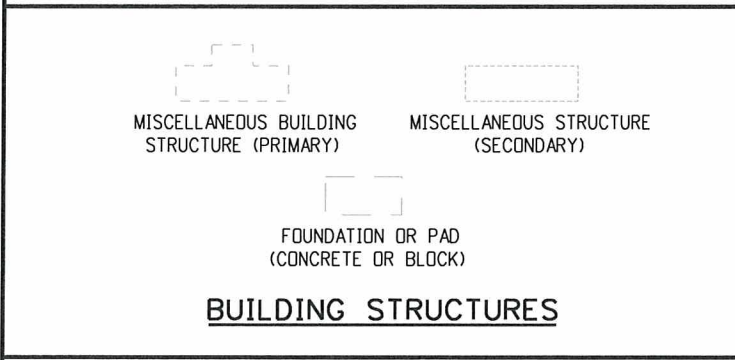 MISCELLANEOUS BUILDING
STRUCTURE (PRIMARY)
MISCELLANEOUS STRUCTURE
(SECONDARY)
FOUNDATION OR PAD
(CONCRETE OR BLOCK)
BUILDING STRUCTURES